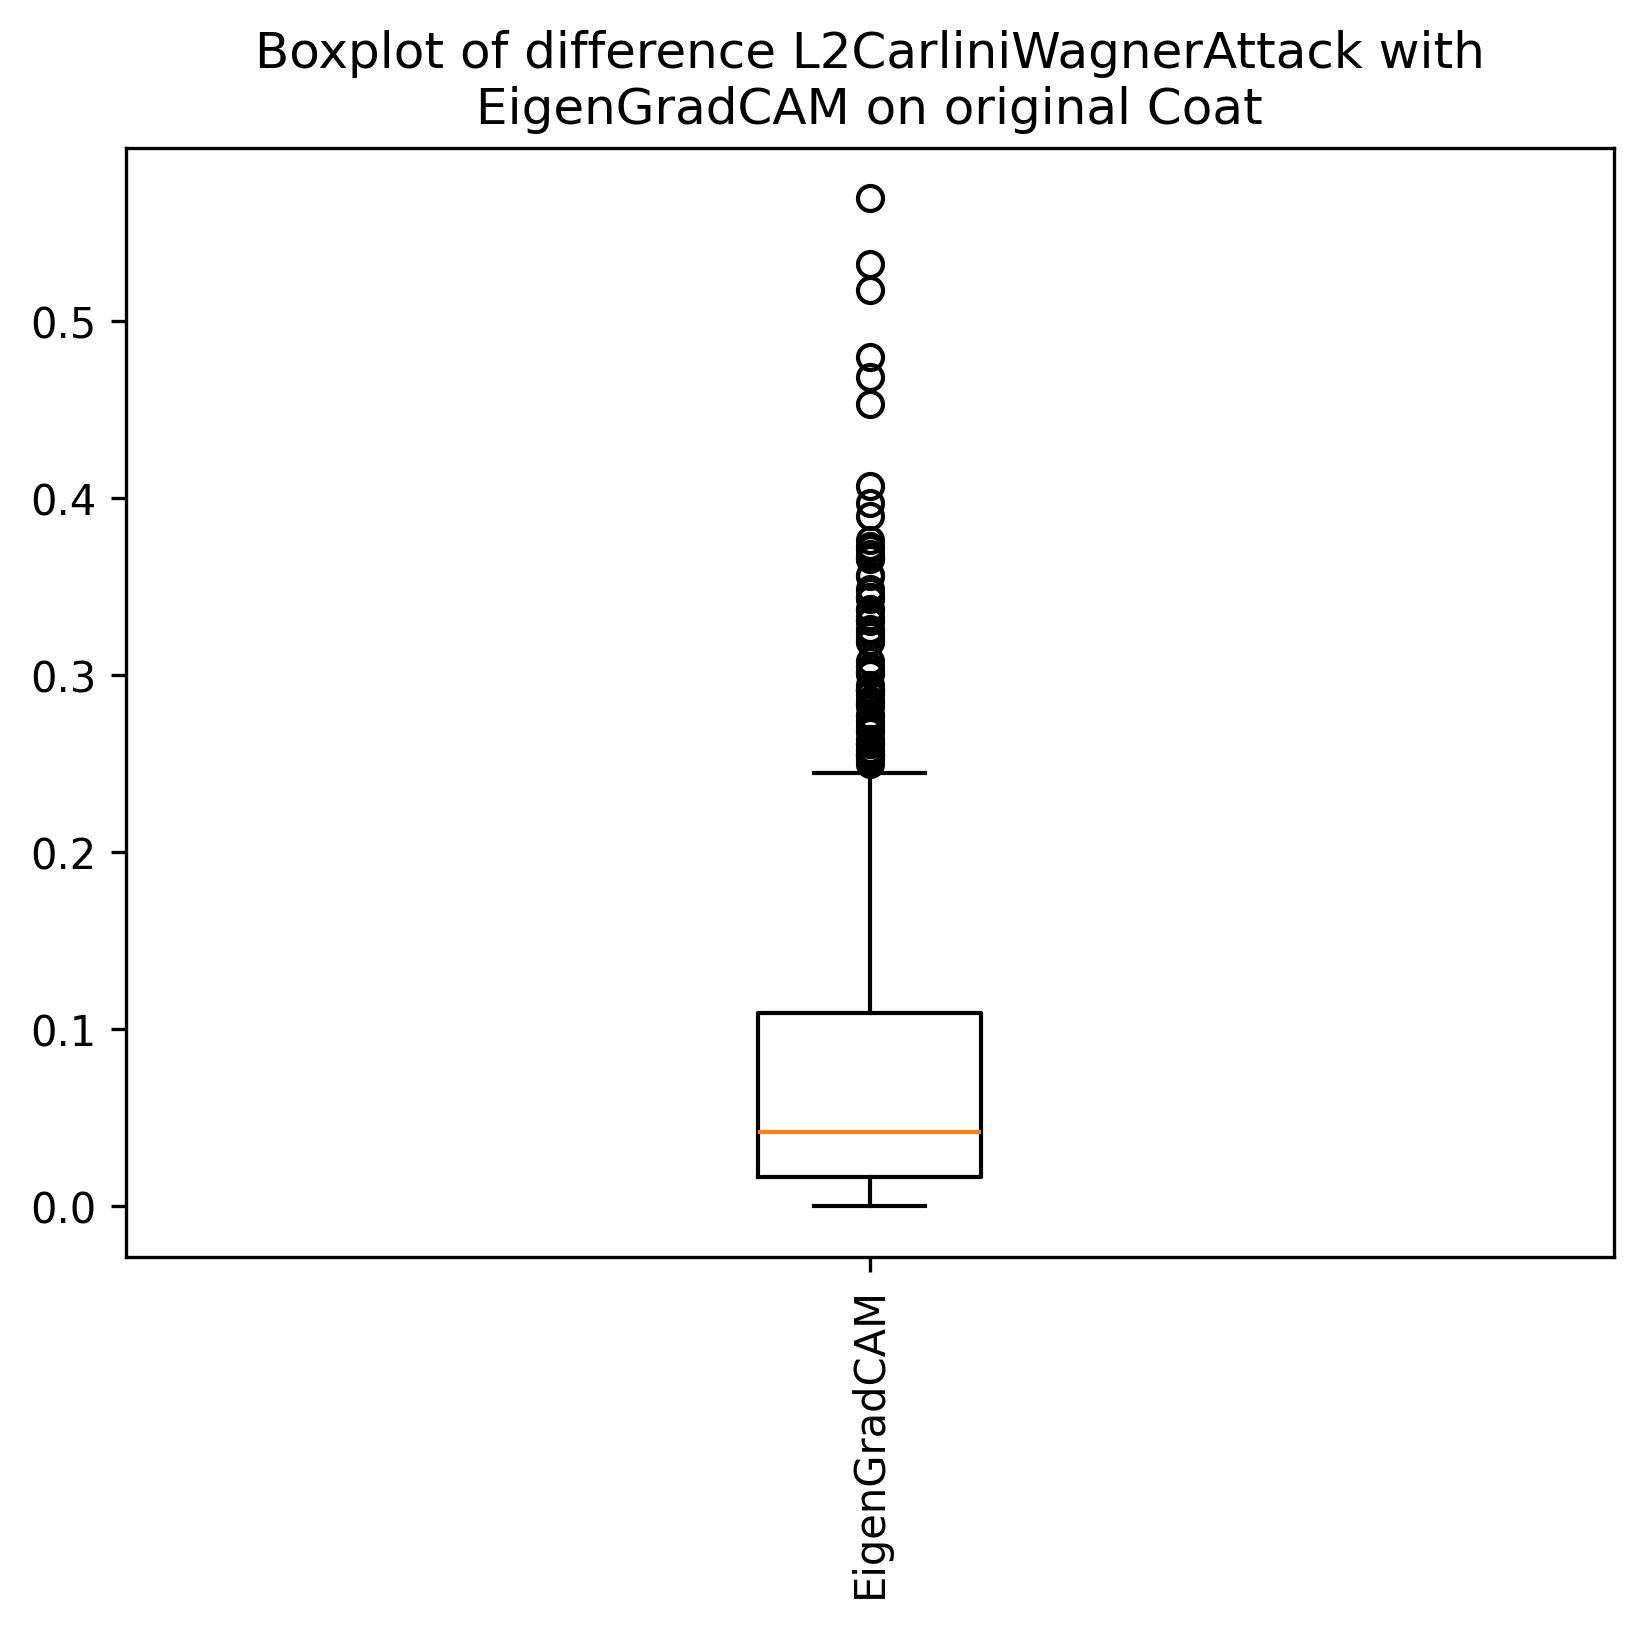 Boxplot of difference L2CarliniWagnerAttack with
EigenGradCAM on original Coat
0.5
0.4
0.3
0.2
0.1
0.0
EigenGradCAM